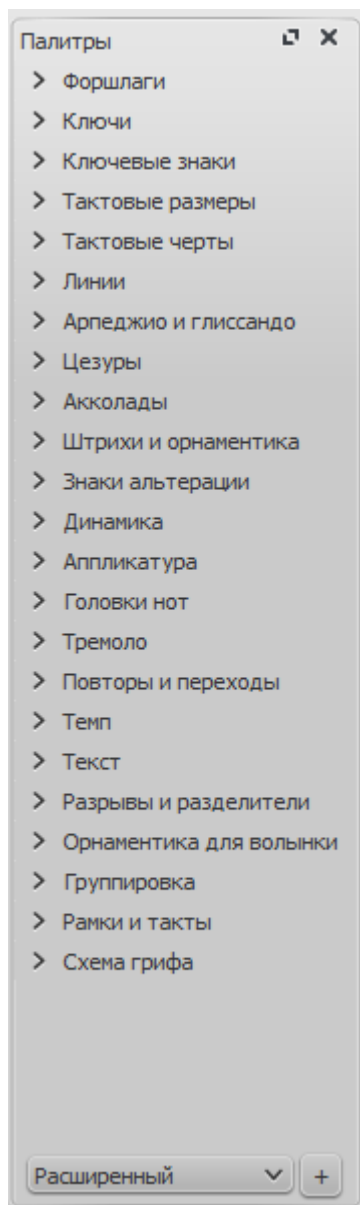 Палитры
Форшлаги
Ключи
Ключевые знаки
Тактовые размеры
Тактовые черты
Линии
Арпеджио и глиссандо
Цезуры
Акколады
Штрихи и орнаментика
Знаки альтерации
Динамика
Аппликатура
Головки нот
Тремоло
Повторы и переходы
Темп
Текст
Разрывы и разделители
Орнаментика для волынки
Группировка
Рамки и такты
Схема грифа
Расширенный +